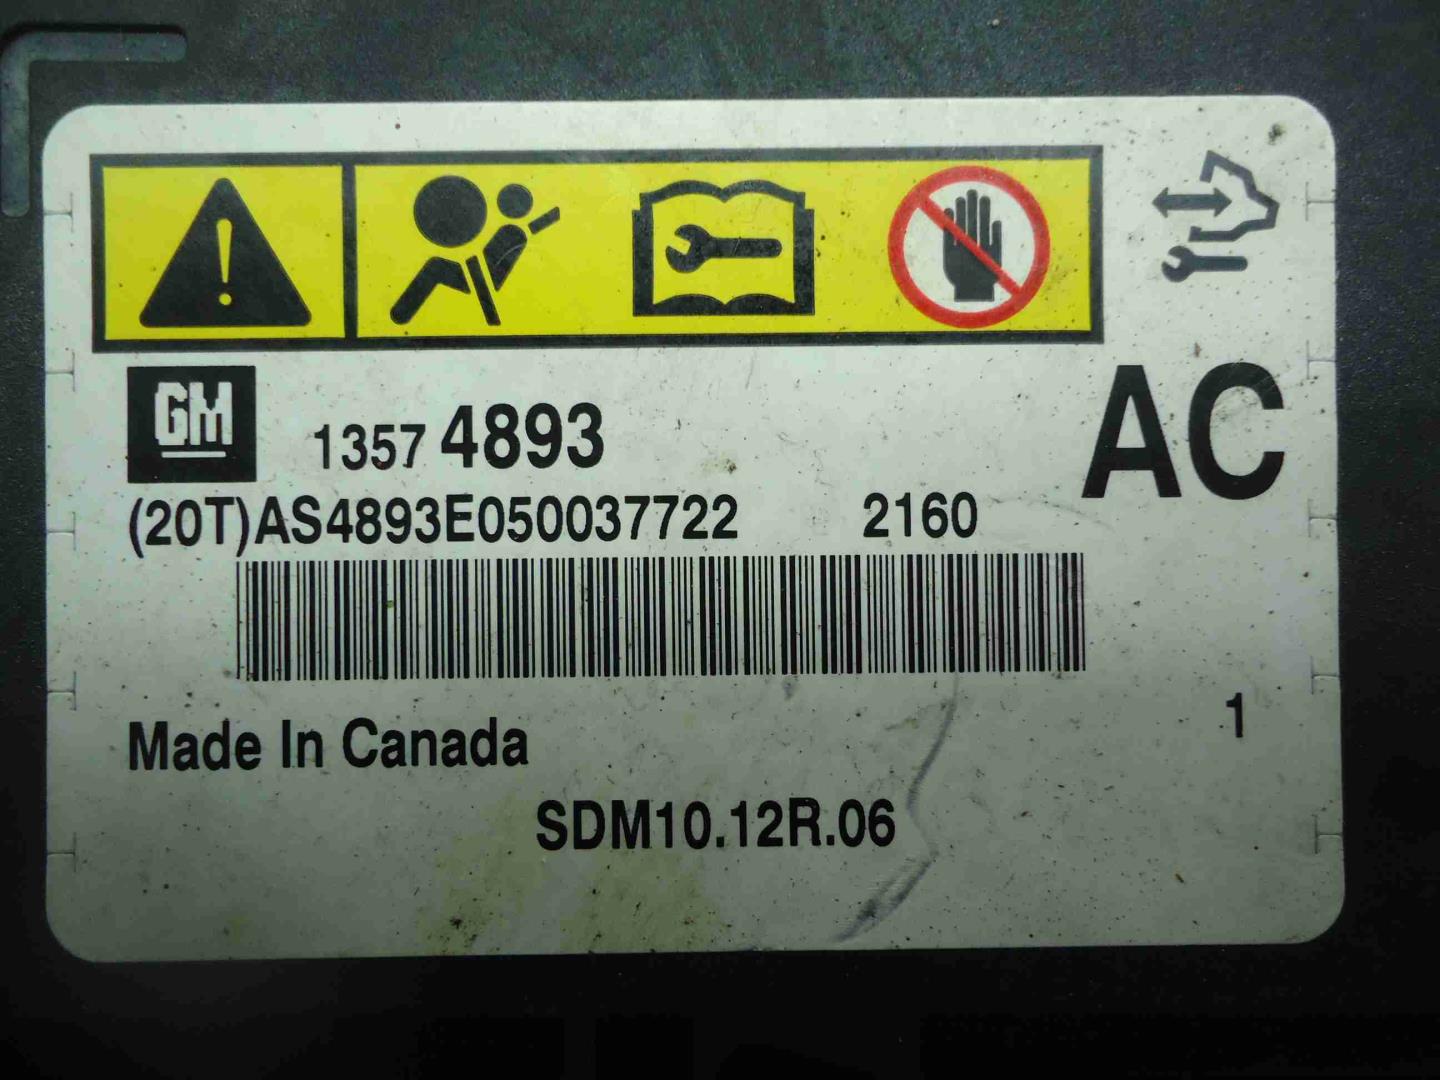 GM 1357 4893 AC
(20T)AS4893E050037722 2160
Made In Canada
1
SDM10.12R.06